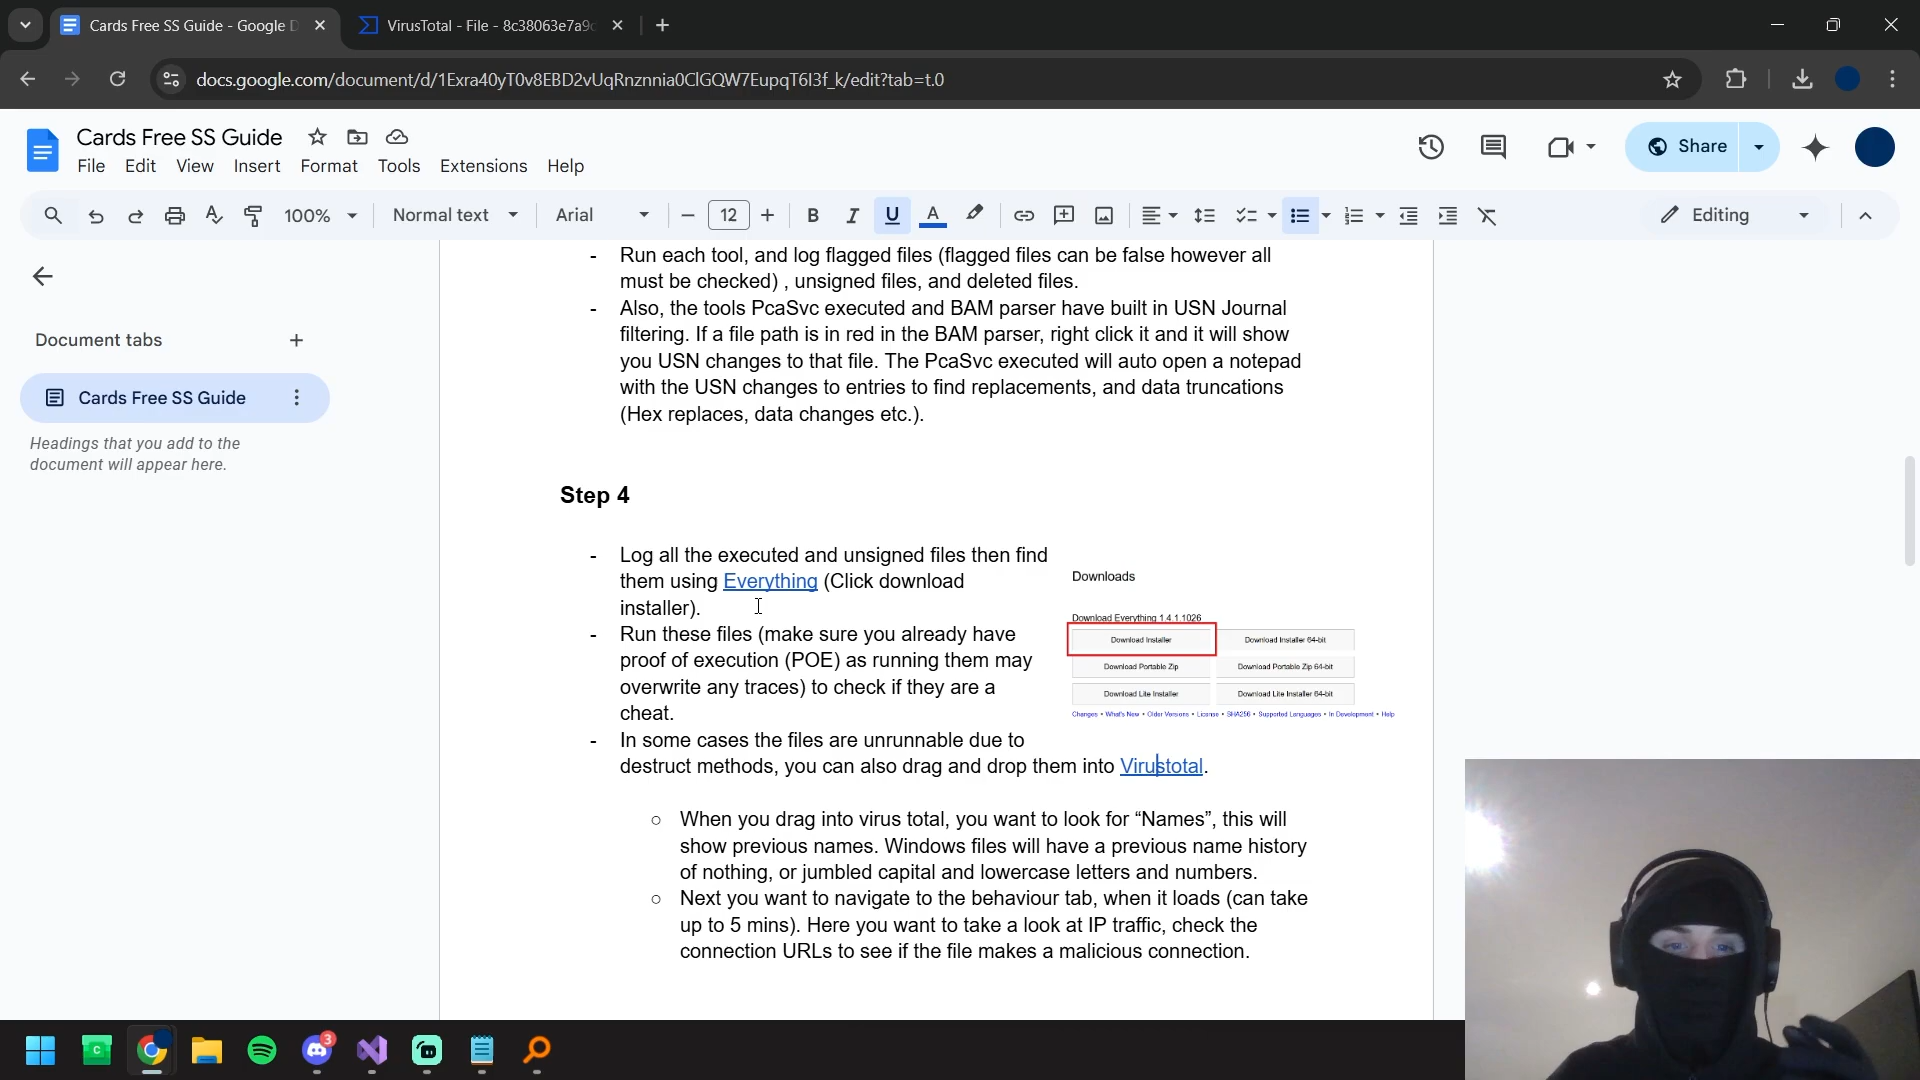 Cards Free SS Guide - Google D
VirusTotal - File - 8c38063e7a9c
docs.google.com/document/d/1Exra40yT0v8EBD2vUqRnznnia0ClGQW7EupqT6I3f_k/edit?tab=t.0
Cards Free SS Guide
File Edit View Insert Format Tools Extensions Help
Share
100% Normal text Arial 12 B I U A Editing
Document tabs
Cards Free SS Guide
Headings that you add to the
document will appear here.
- Run each tool, and log flagged files (flagged files can be false however all
must be checked) , unsigned files, and deleted files.
- Also, the tools PcaSvc executed and BAM parser have built in USN Journal
filtering. If a file path is in red in the BAM parser, right click it and it will show
you USN changes to that file. The PcaSvc executed will auto open a notepad
with the USN changes to entries to find replacements, and data truncations
(Hex replaces, data changes etc.).
Step 4
- Log all the executed and unsigned files then find
them using Everything (Click download
installer).
- Run these files (make sure you already have
proof of execution (POE) as running them may
overwrite any traces) to check if they are a
cheat.
- In some cases the files are unrunnable due to
destruct methods, you can also drag and drop them into Virustotal.
Downloads
Download Everything 1.4.1.1026
Download Installer Download Installer 64-bit
Download Portable Zip Download Portable Zip 64-bit
Download Lite Installer Download Lite Installer 64-bit
Changes • What's New • Older Versions • License • SHA256 • Supported Languages • In Development • Help
○ When you drag into virus total, you want to look for “Names”, this will
show previous names. Windows files will have a previous name history
of nothing, or jumbled capital and lowercase letters and numbers.
○ Next you want to navigate to the behaviour tab, when it loads (can take
up to 5 mins). Here you want to take a look at IP traffic, check the
connection URLs to see if the file makes a malicious connection.
C
3